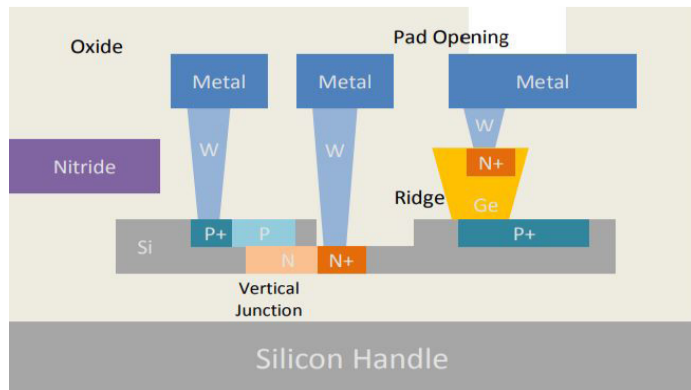 Oxide
Pad Opening
Metal
Metal
Metal
W
W
W
Nitride
N+
Ridge
Ge
Si
P+
P
P+
N
N+
Vertical
Junction
Silicon Handle